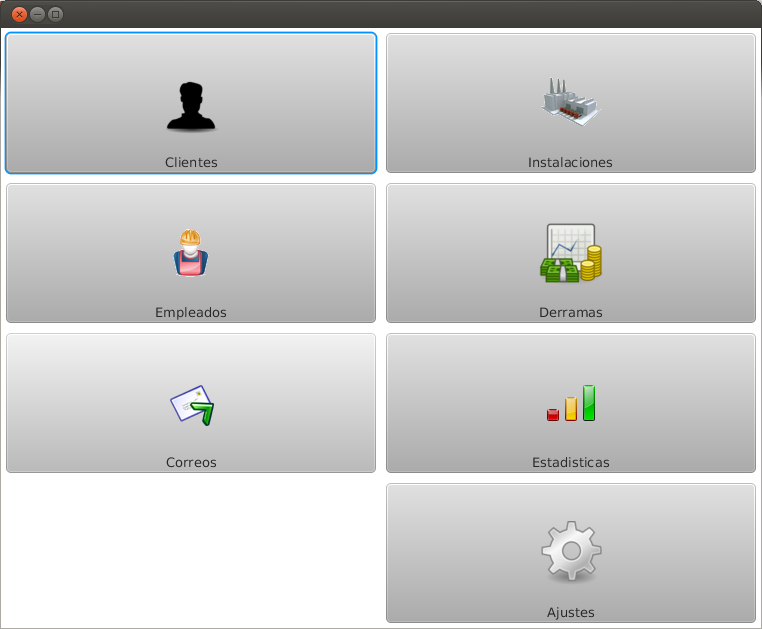 Clientes
Instalaciones
Empleados
Derramas
Correos
Estadisticas
Ajustes